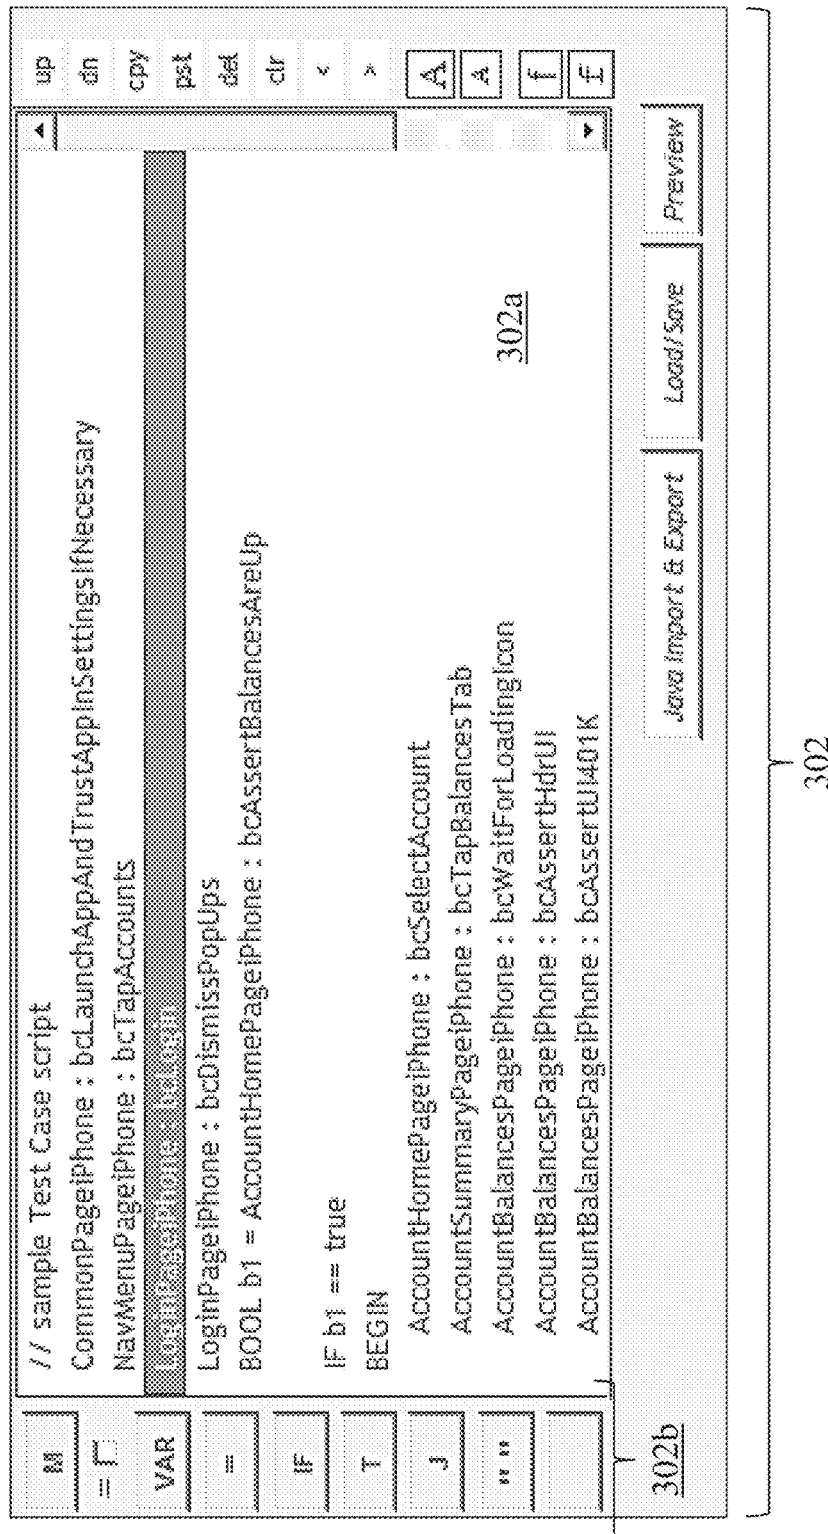 M
= 
VAR
=
IF
T
J
" "
// sample Test Case script
CommonPageiPhone : bcLaunchAppAndTrustAppInSettingsIfNecessary
NavMenuPageiPhone : bcTapAccounts
LoginPageiPhone : bcLogin
LoginPageiPhone : bcDismissPopUps
BOOL b1 = AccountHomePageiPhone : bcAssertBalancesAreUp
IF b1 == true
BEGIN
AccountHomePageiPhone : bcSelectAccount
AccountSummaryPageiPhone : bcTapBalancesTab
AccountBalancesPageiPhone : bcWaitForLoadingIcon
AccountBalancesPageiPhone : bcAssertHdrUI
AccountBalancesPageiPhone : bcAssertUI401K
up
dn
cpy
pst
del
clr
<
>
A
A
f
f
Java Import & Export
Load/Save
Preview
302a
302b
302